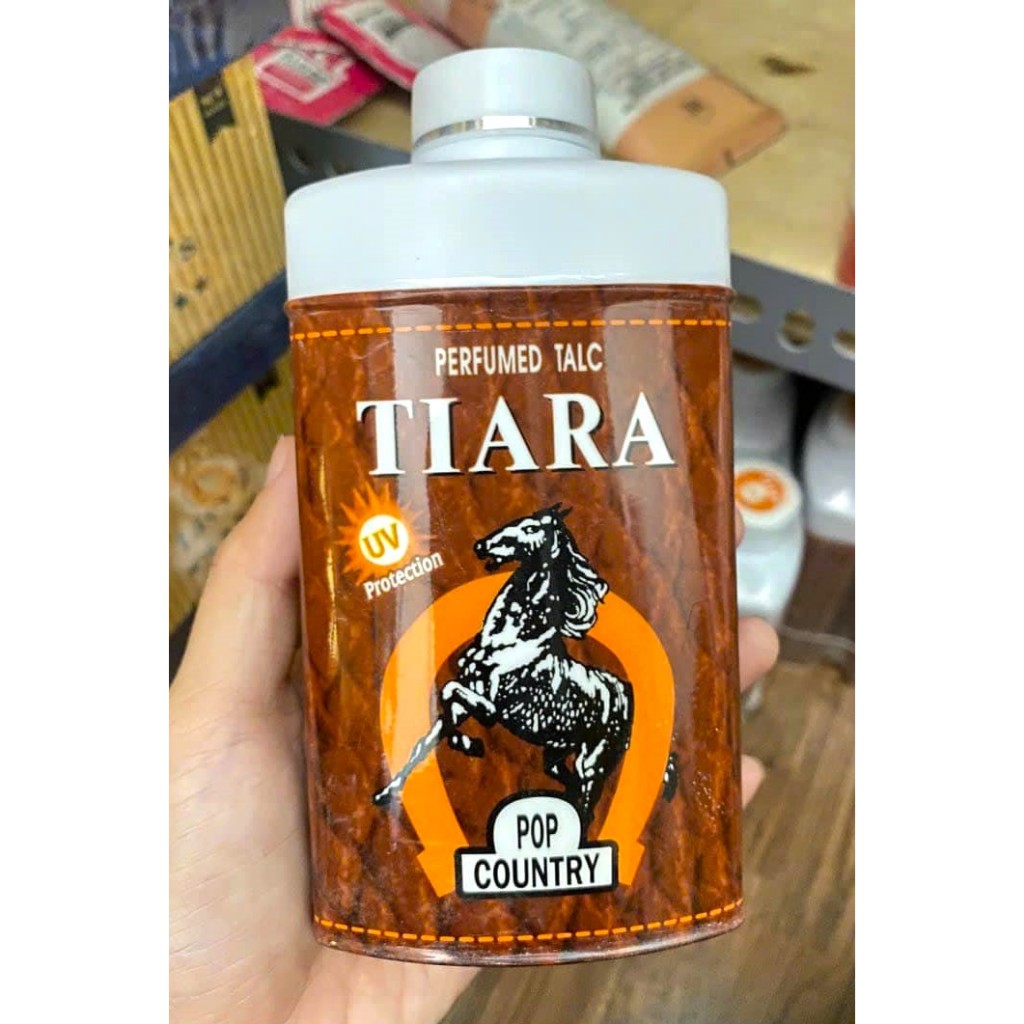 PERFUMED TALC
TIARA
UV
Protection
POP
COUNTRY